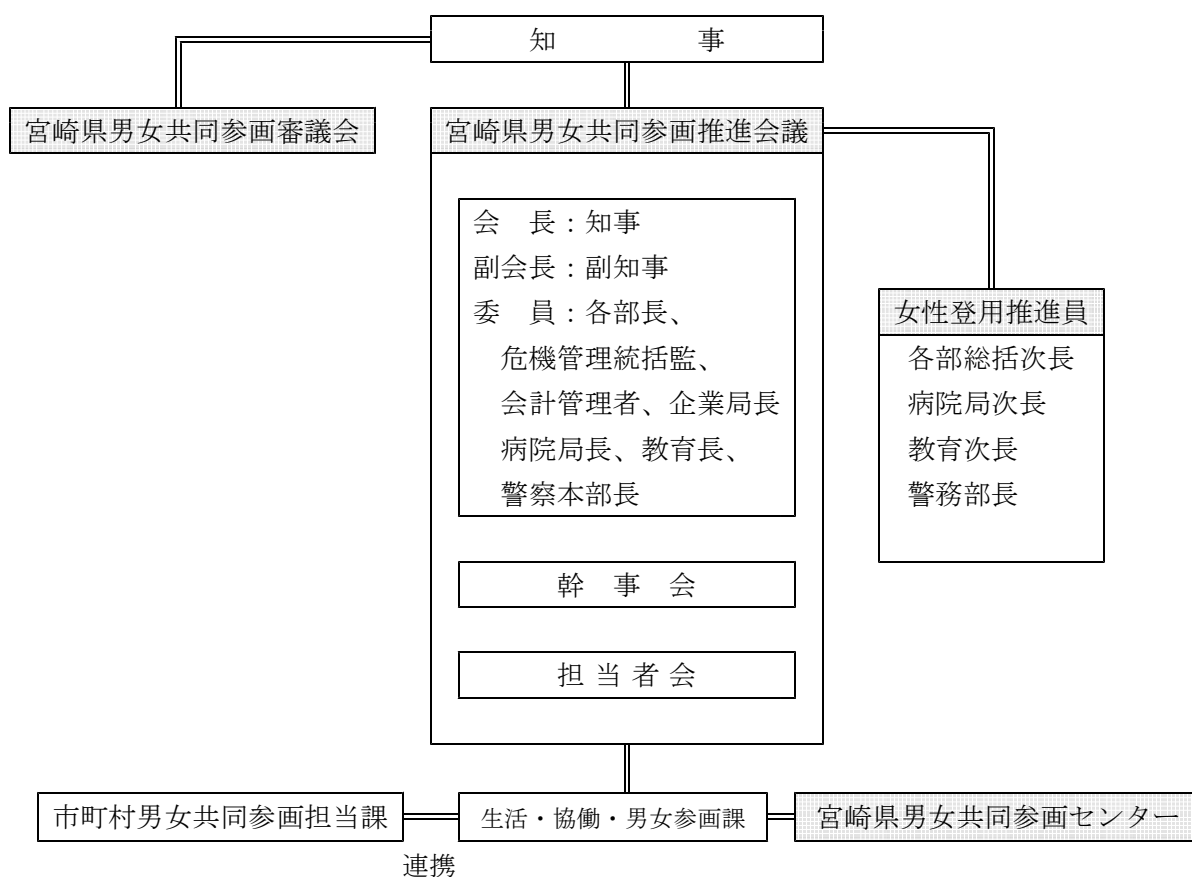 知　　　　　事
宮崎県男女共同参画審議会
宮崎県男女共同参画推進会議
会　長：知事
副会長：副知事
委　員：各部長、
危機管理統括監、
会計管理者、企業局長
病院局長、教育長、
警察本部長
幹　事　会
担 当 者 会
女性登用推進員
各部総括次長
病院局次長
教育次長
警務部長
市町村男女共同参画担当課
生活・協働・男女参画課
宮崎県男女共同参画センター
連携